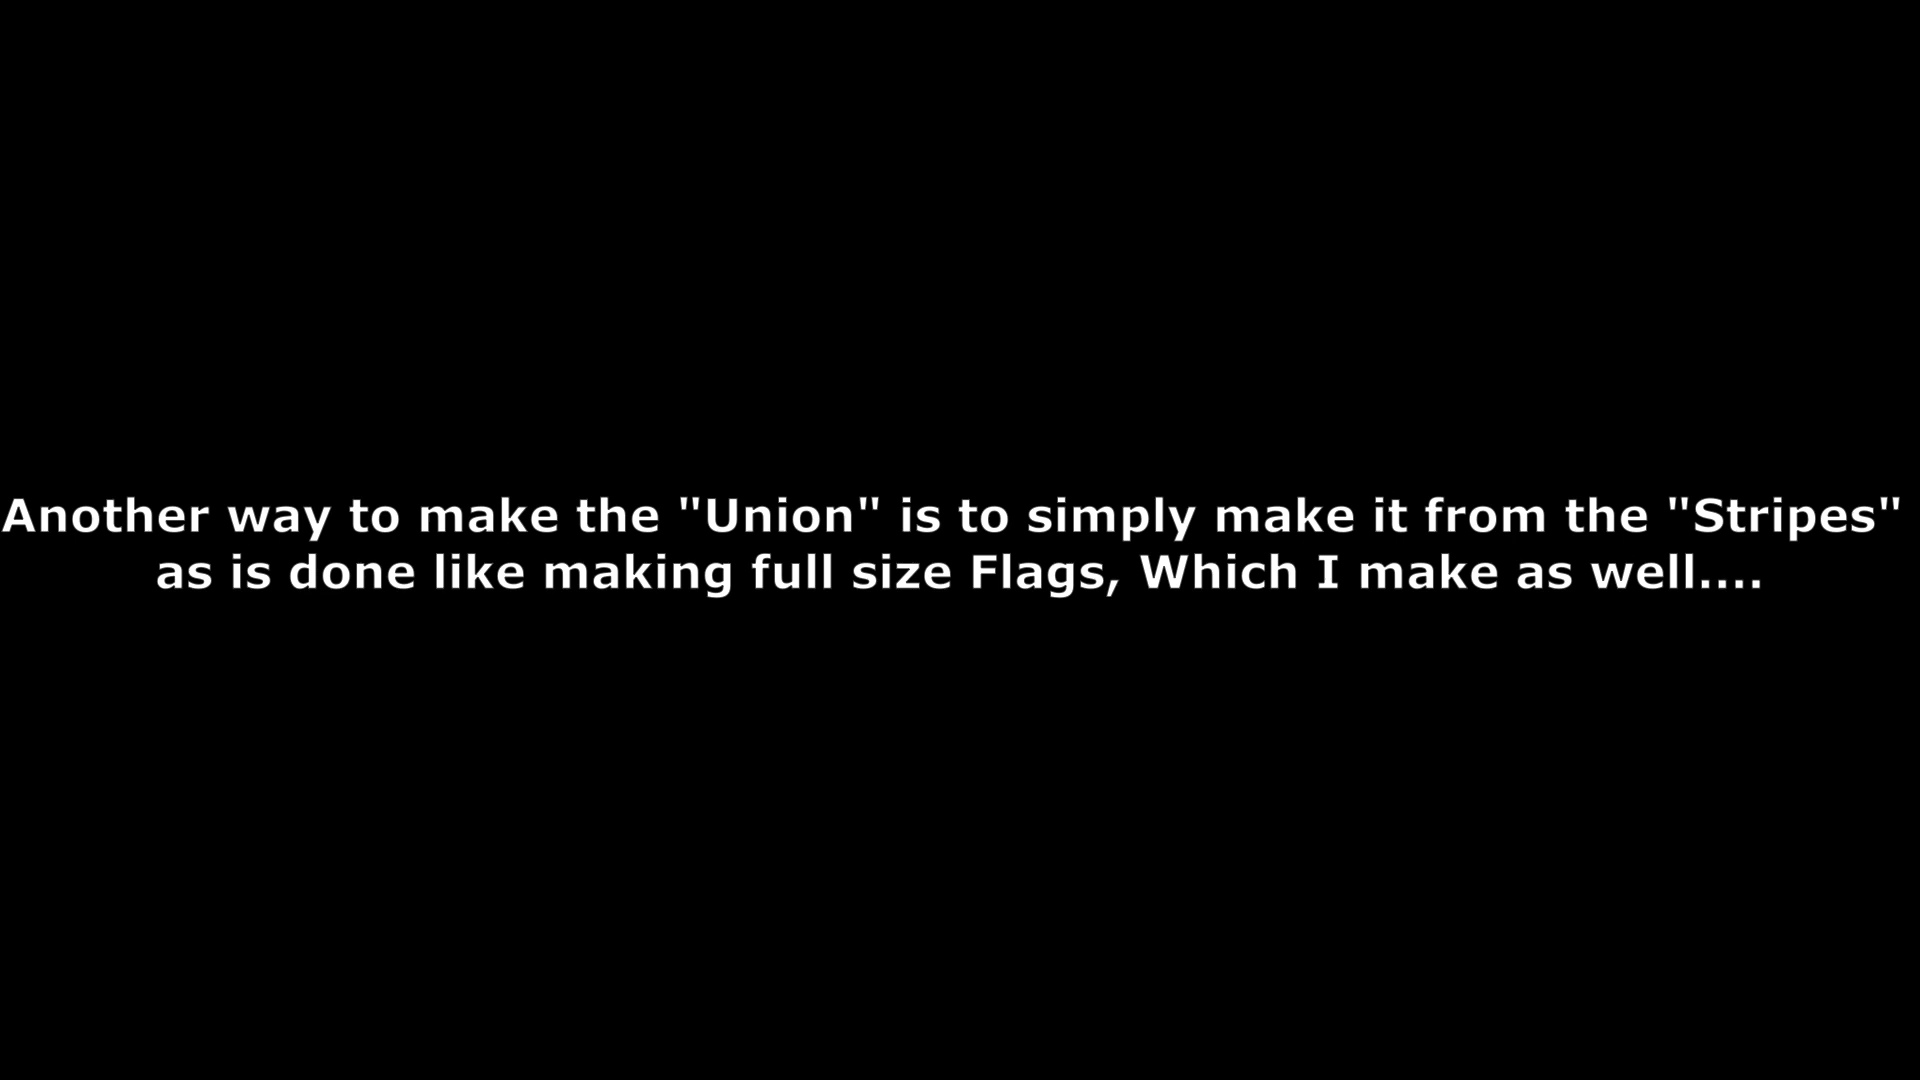 Another way to make the "Union" is to simply make it from the "Stripes"
as is done like making full size Flags, Which I make as well....